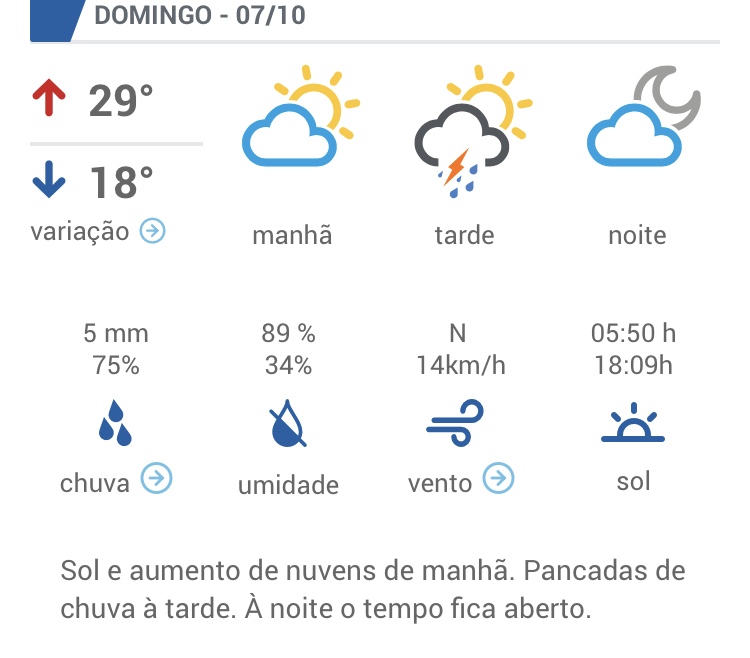 DOMINGO - 07/10
29°
18°
variação
manhã
tarde
noite
5 mm
75%
chuva
89 %
34%
umidade
N
14km/h
vento
05:50 h
18:09h
sol
Sol e aumento de nuvens de manhã. Pancadas de
chuva à tarde. À noite o tempo fica aberto.